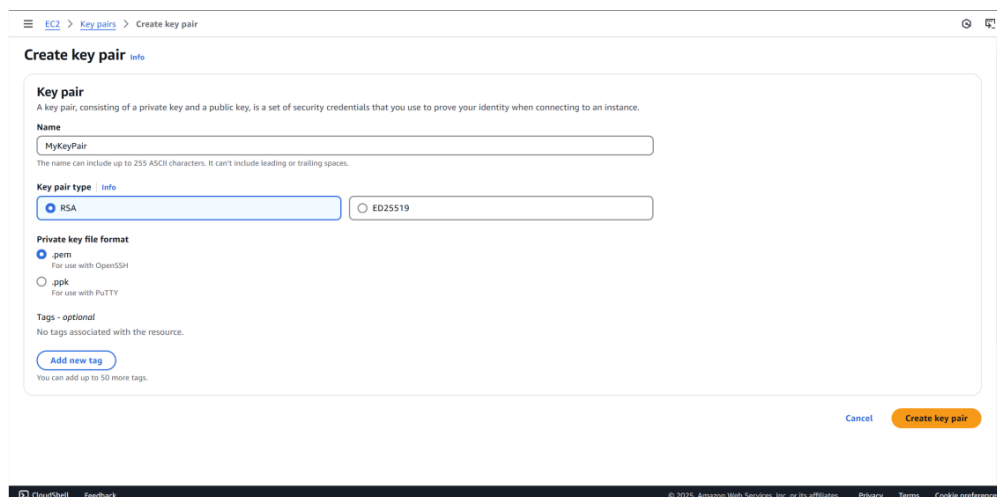 EC2 > Key pairs > Create key pair
Create key pair Info
Key pair
A key pair, consisting of a private key and a public key, is a set of security credentials that you use to prove your identity when connecting to an instance.
Name
MyKeyPair
The name can include up to 255 ASCII characters. It can't include leading or trailing spaces.
Key pair type | Info
RSA
ED25519
Private key file format
.pem
For use with OpenSSH
.ppk
For use with PuTTY
Tags - optional
No tags associated with the resource.
Add new tag
You can add up to 50 more tags.
Cancel
Create key pair
CloudShell Feedback © 2025, Amazon Web Services, Inc. or its affiliates. Privacy Terms Cookie preference